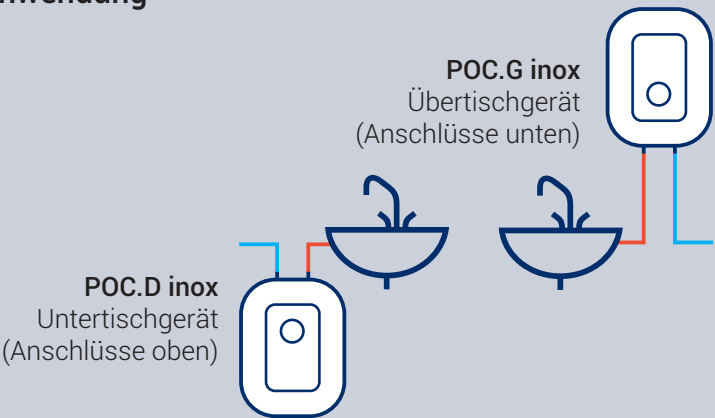 POC.G inox
Übertischgerät
(Anschlüsse unten)
POC.D inox
Untertischgerät
(Anschlüsse oben)